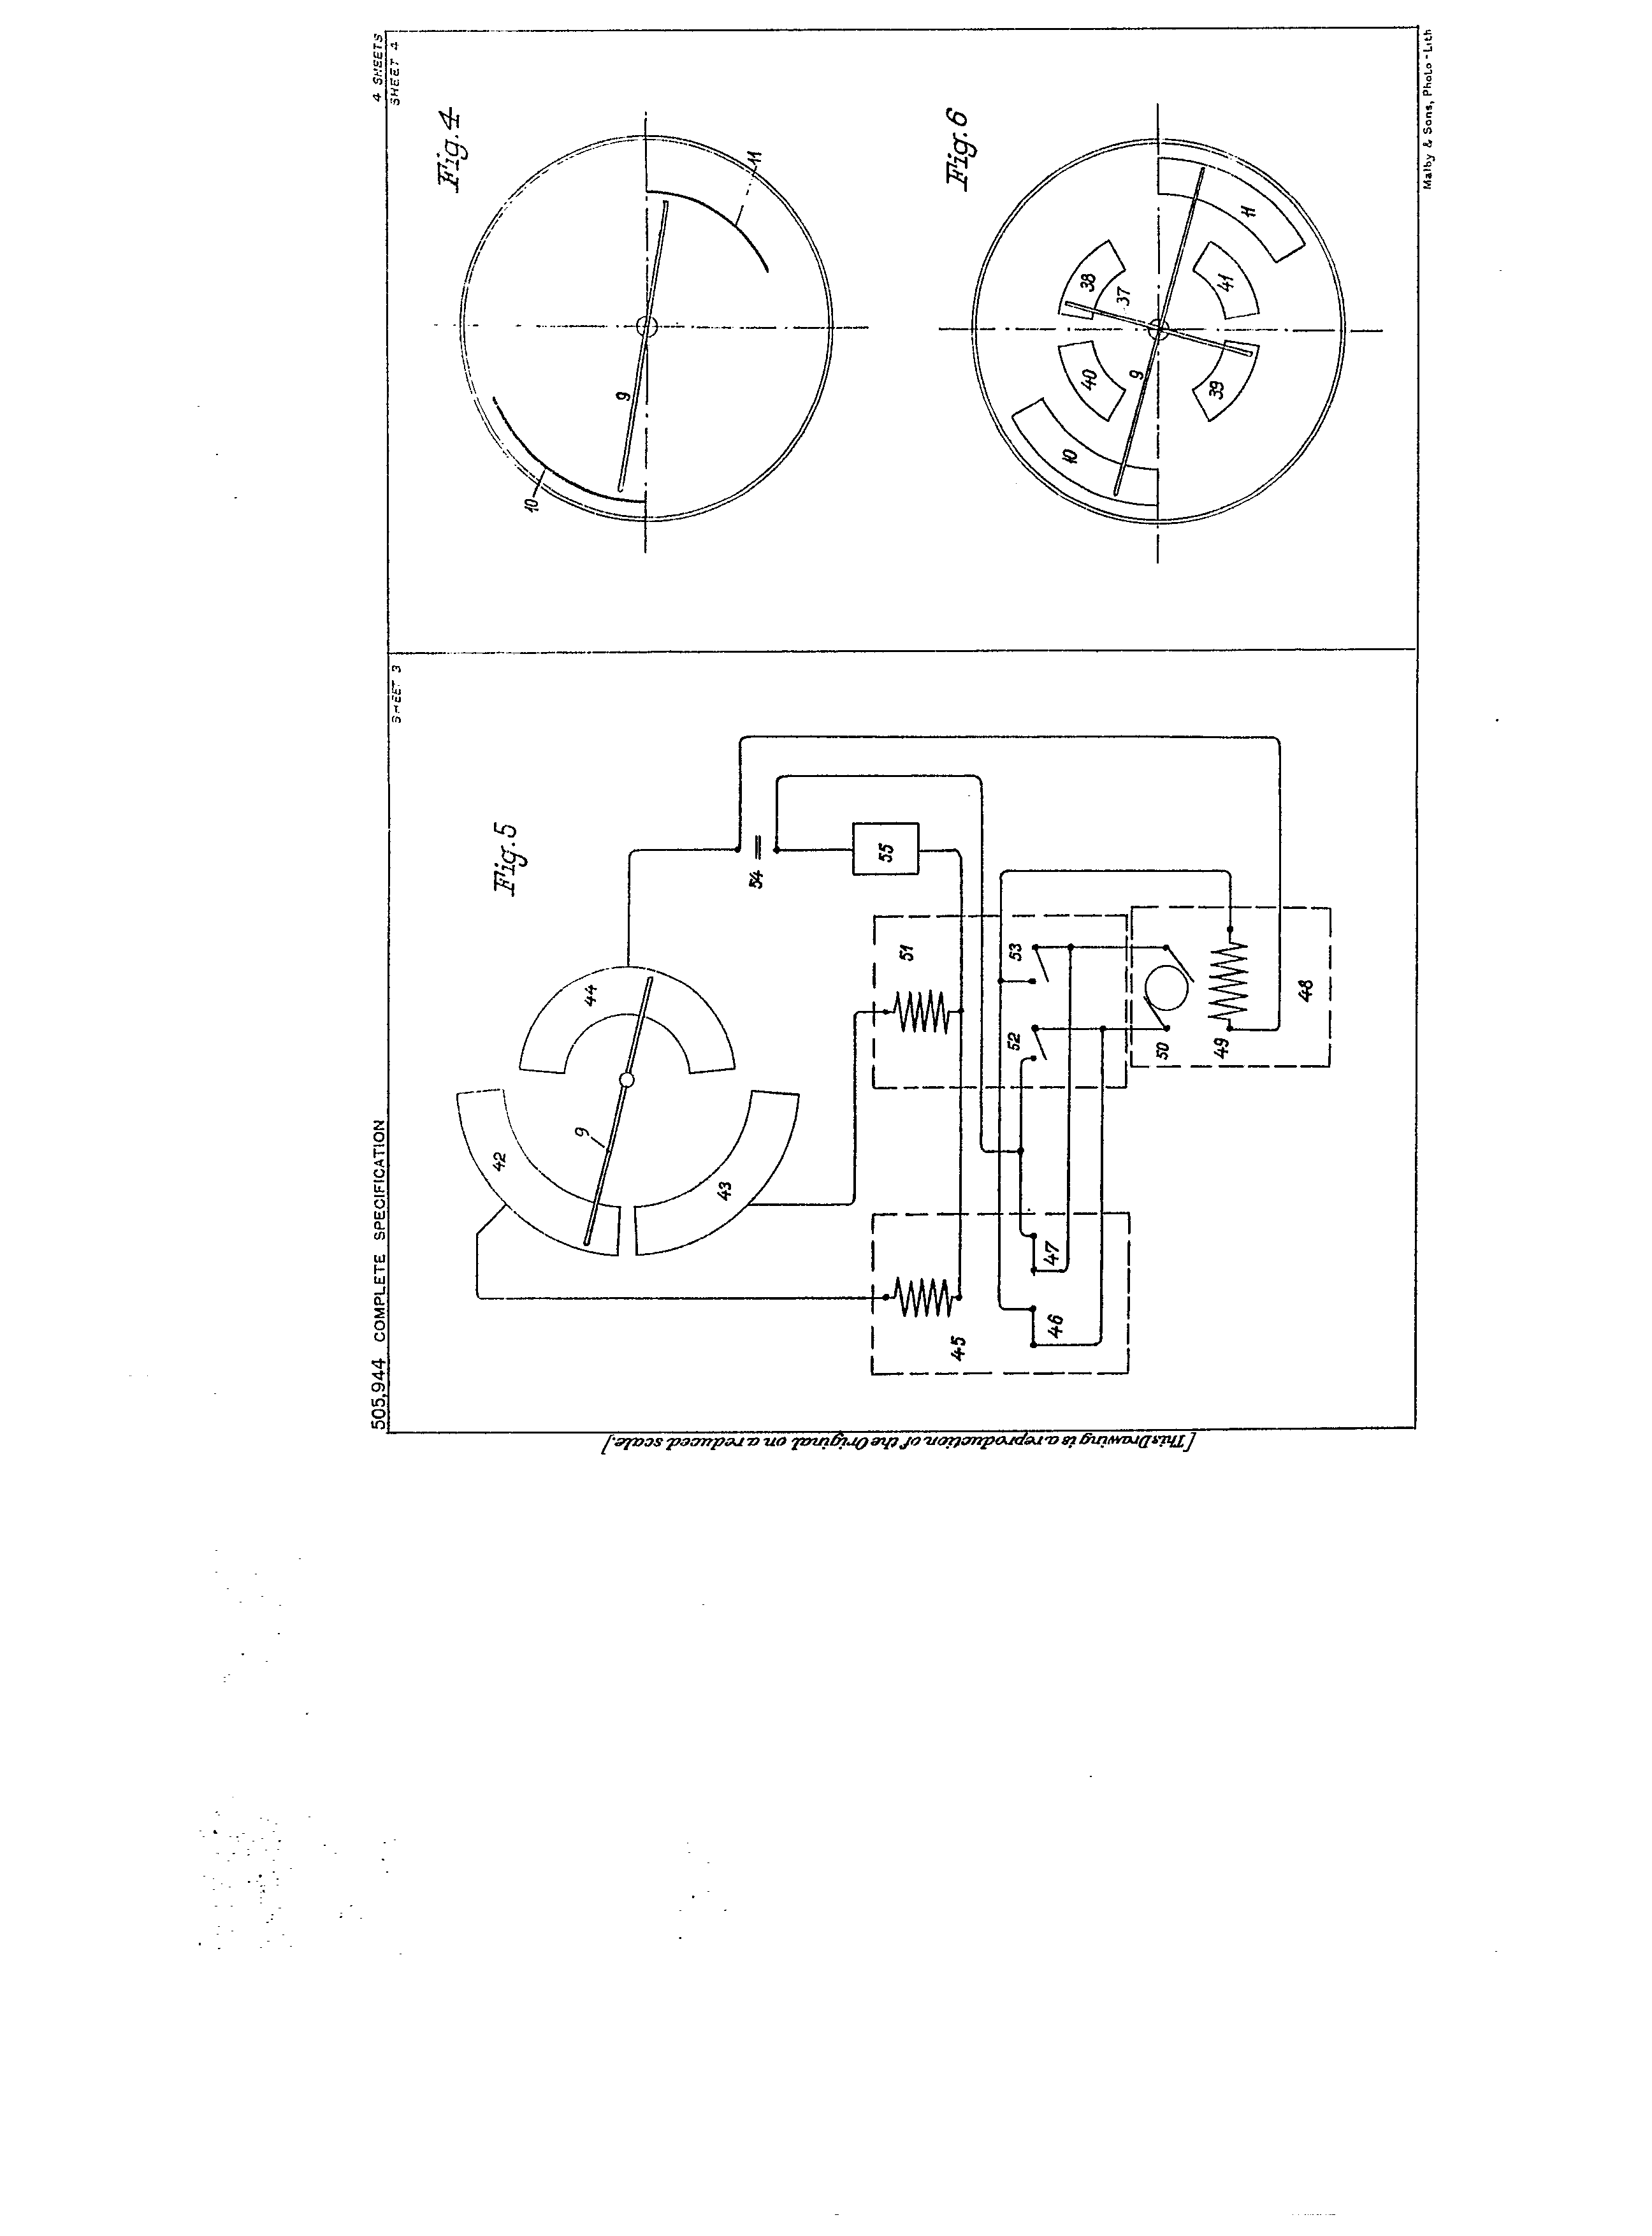 505,944 COMPLETE SPECIFICATION
4 SHEETS
SHEET 3
SHEET 4
Fig.5
42
44
9
43
54
55
45
51
46
47
52
53
50
49
48
Fig.4
10
9
11
Fig.6
10
40
9
38
37
39
41
11
[This Drawing is a reproduction of the Original on a reduced scale.]
Malby & Sons, Photo-Lith